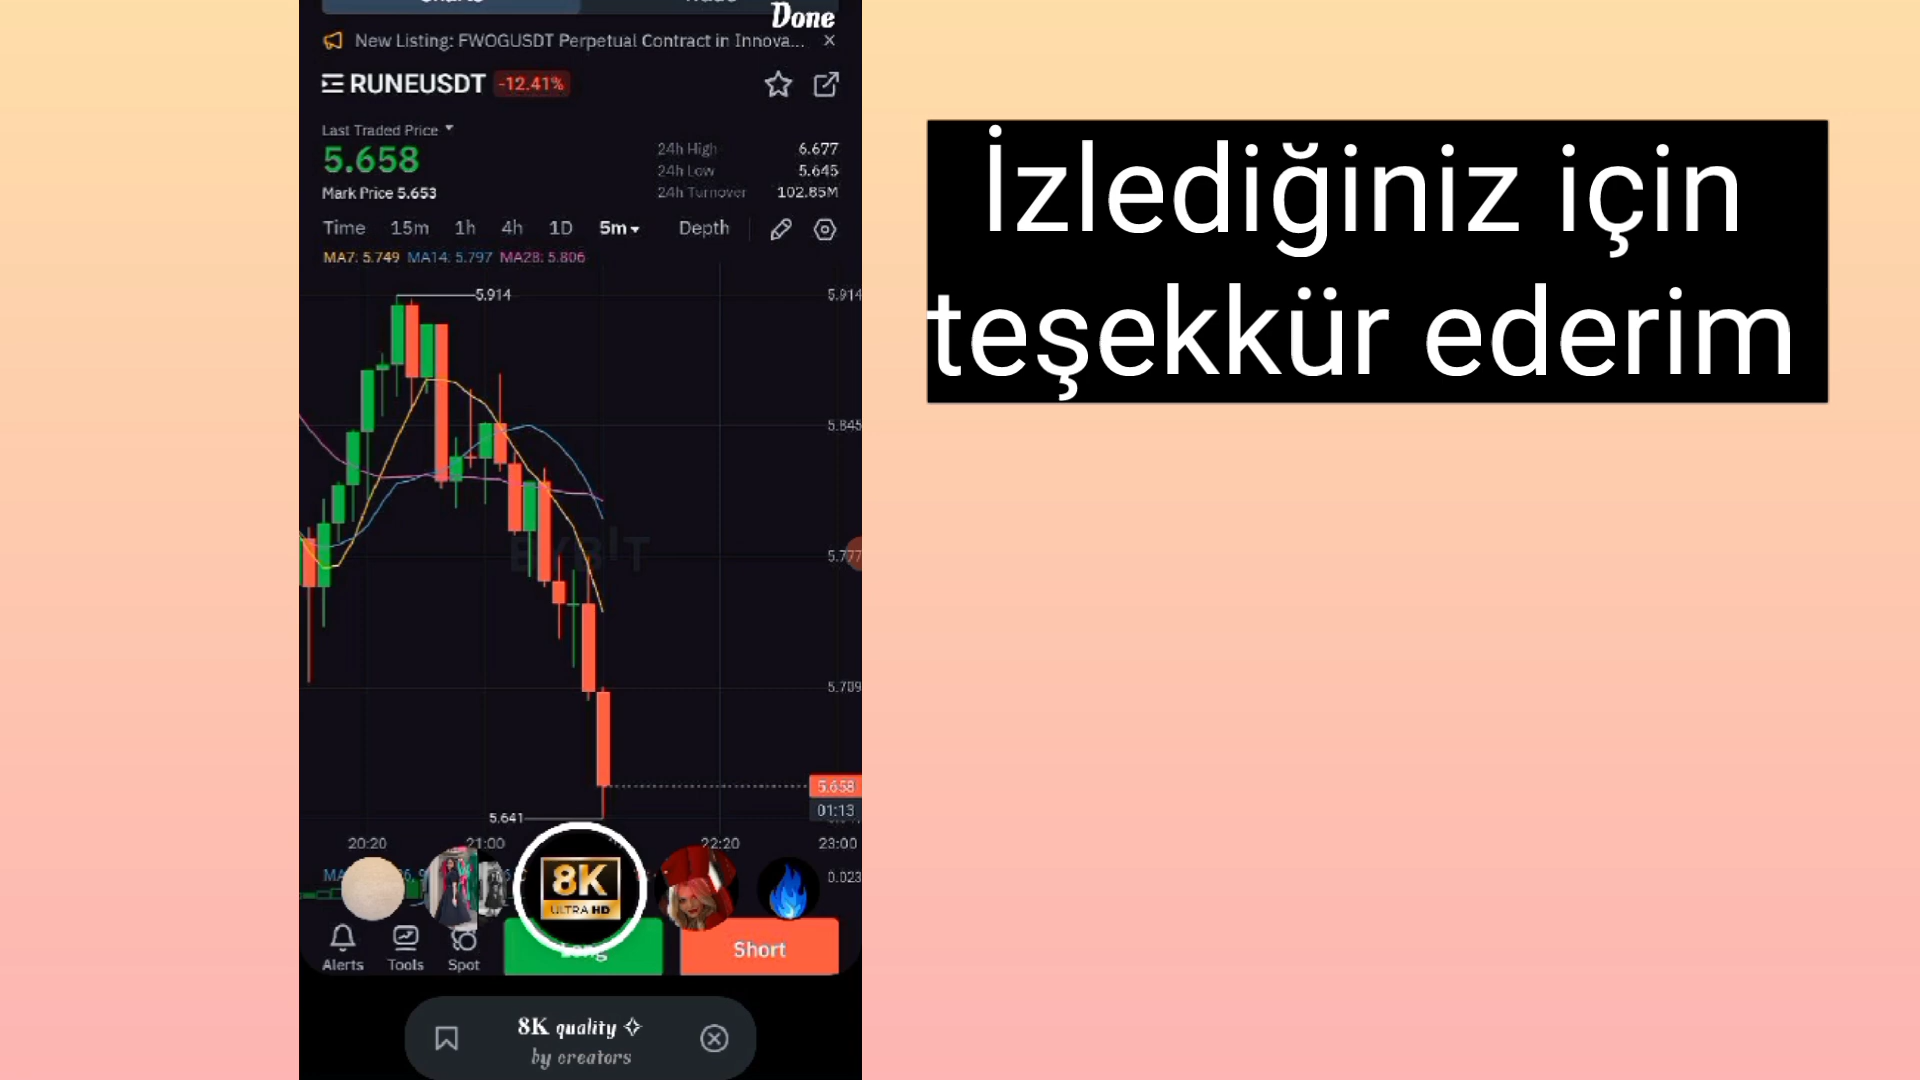 Done
New Listing: FWOGUSDT Perpetual Contract in Innova...
RUNEUSDT -12.41%
Last Traded Price
5.658
Mark Price 5.653
24h High 6.677
24h Low 5.645
24h Turnover 102.85M
Time 15m 1h 4h 1D 5m Depth
MA7: 5.749 MA14: 5.797 MA28: 5.806
5.914 5.914
5.845
5.777
BYBIT
5.709
5.658
01:13
5.641
20:20 21:00 22:20 23:00
0.023
8K
ULTRA HD
Alerts Tools Spot Long Short
8K quality
by creators
İzlediğiniz için
teşekkür ederim